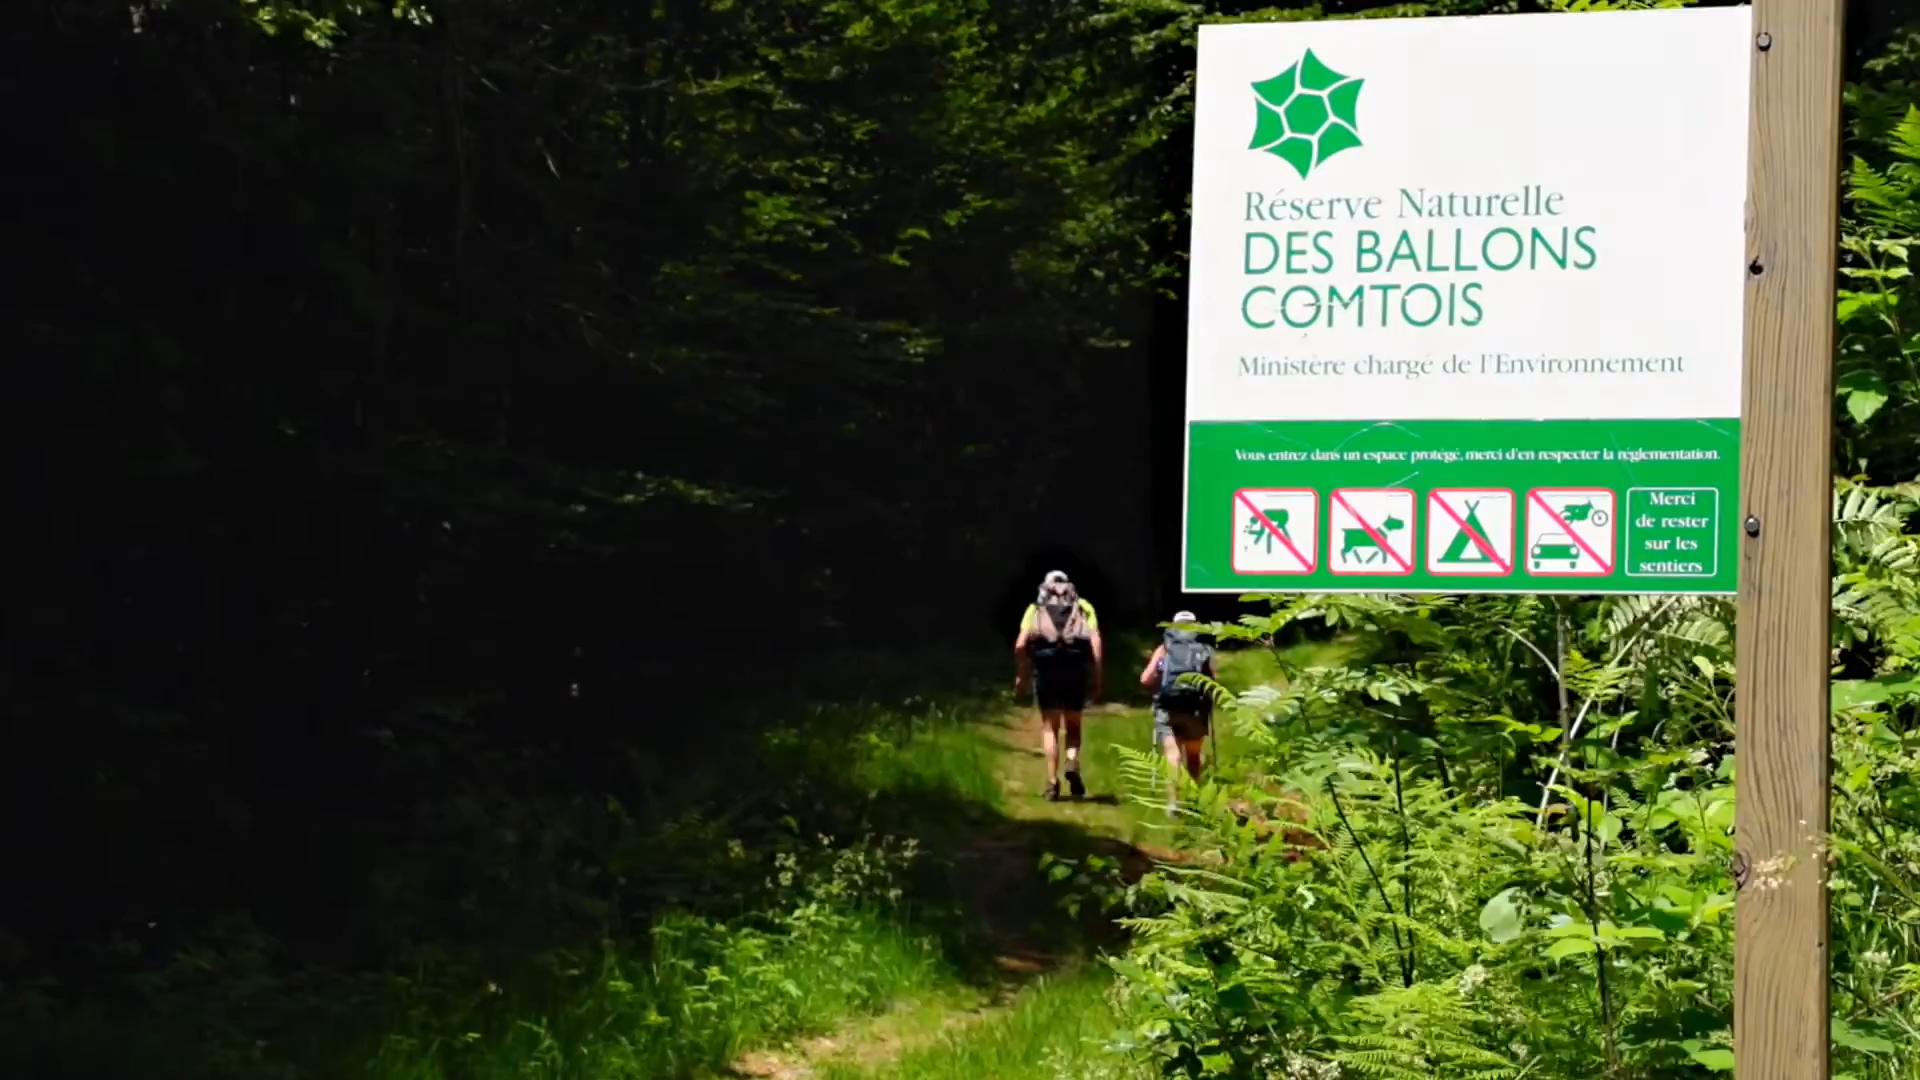 Réserve Naturelle
DES BALLONS
COMTOIS
Ministère chargé de l'Environnement
Vous entrez dans un espace protégé, merci d'en respecter la réglementation.
Merci
de rester
sur les
sentiers